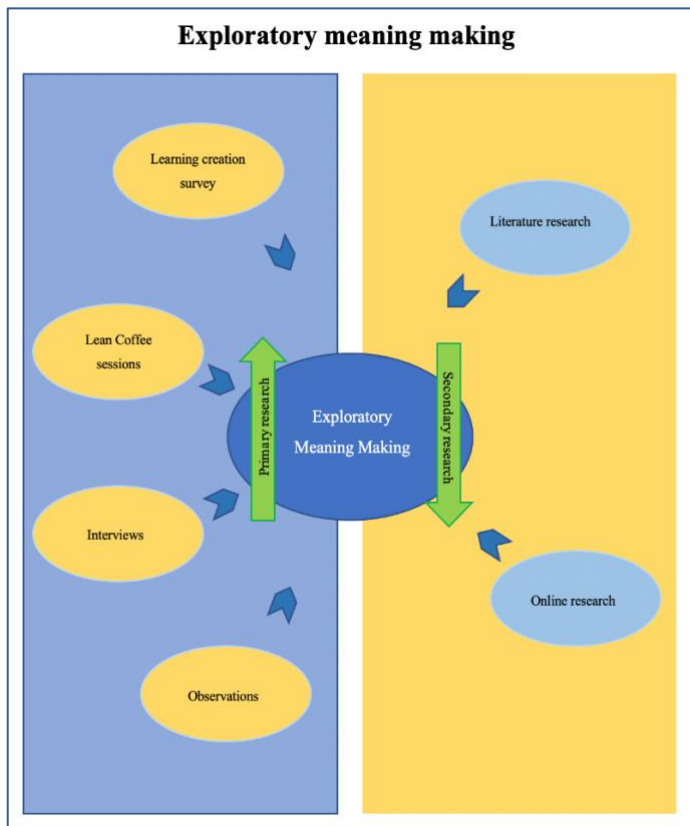 Exploratory meaning making
Learning creation
survey
Lean Coffee
sessions
Interviews
Observations
Primary research
Exploratory
Meaning Making
Secondary research
Literature research
Online research